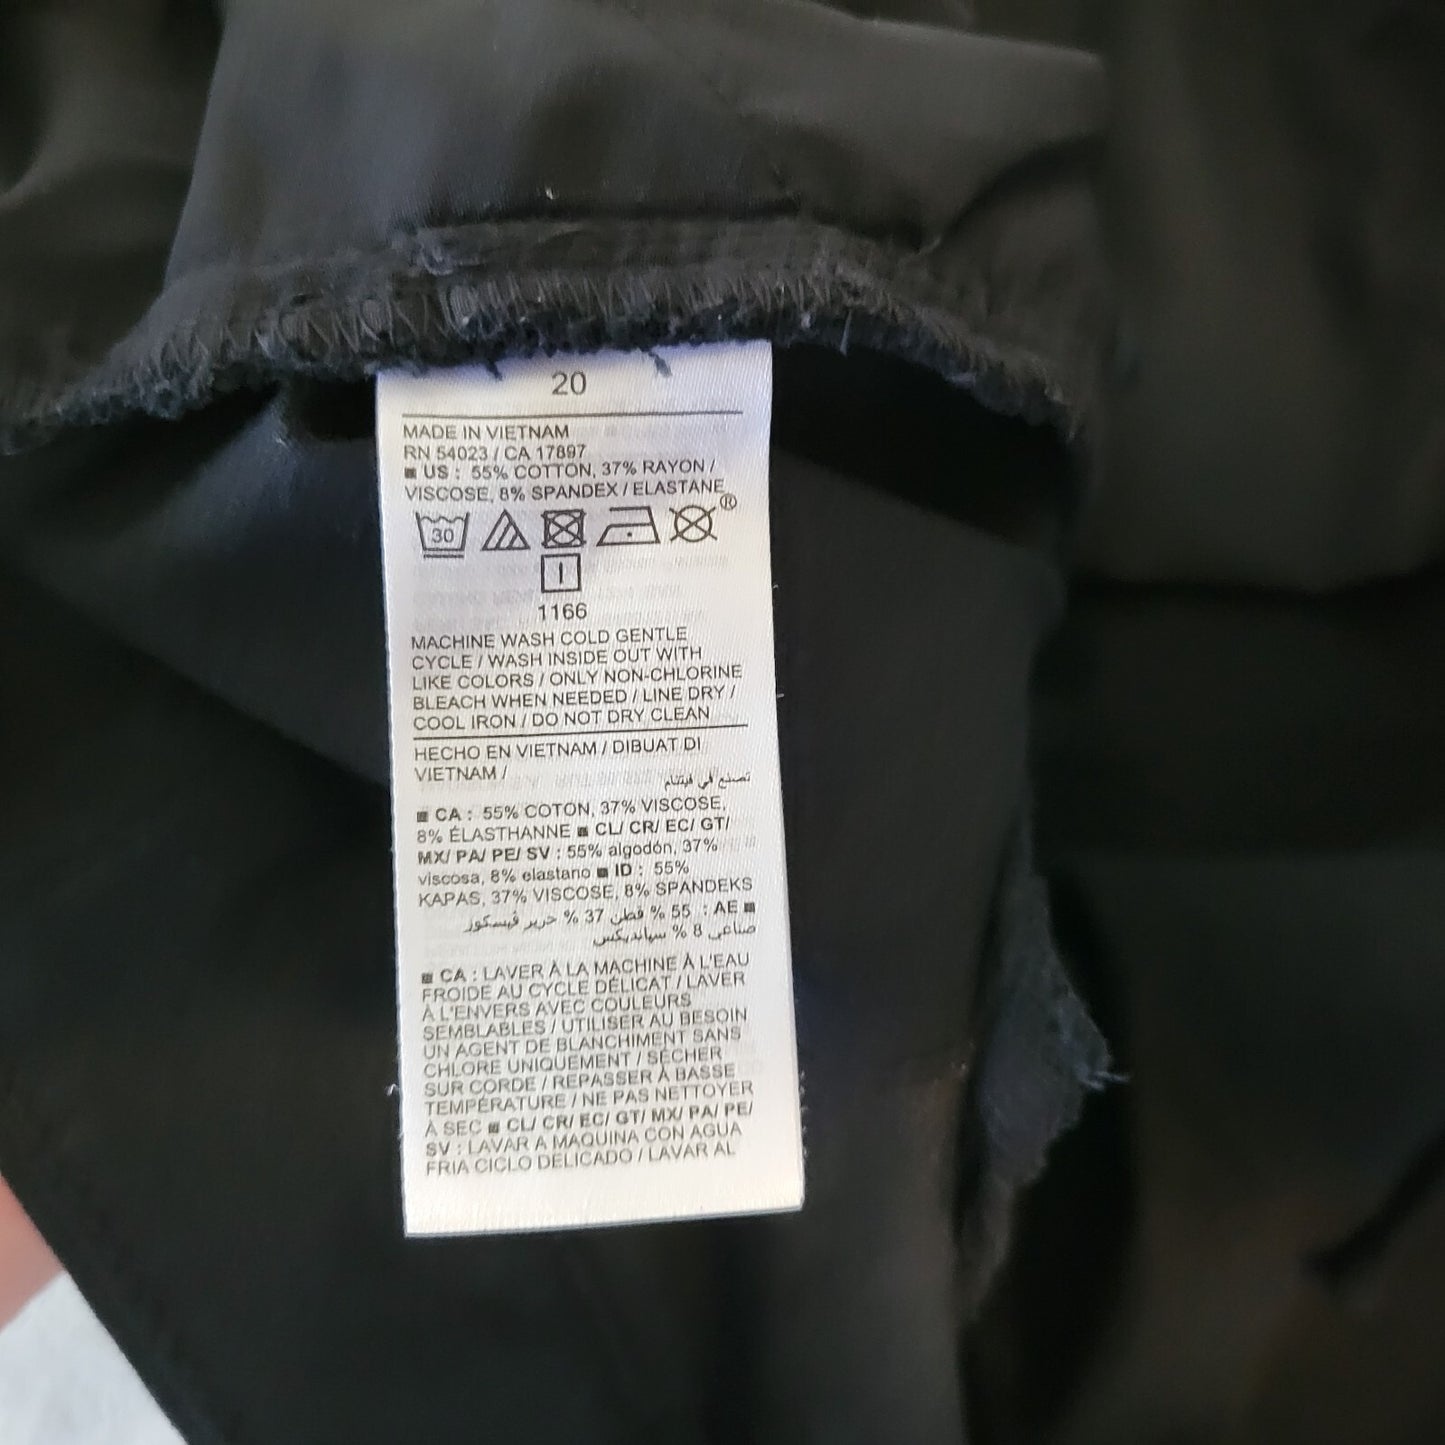 20
MADE IN VIETNAM
RN 54023 / CA 17897
■ US : 55% COTTON, 37% RAYON /
VISCOSE, 8% SPANDEX / ELASTANE
30 ®
I
1166
MACHINE WASH COLD GENTLE
CYCLE / WASH INSIDE OUT WITH
LIKE COLORS / ONLY NON-CHLORINE
BLEACH WHEN NEEDED / LINE DRY /
COOL IRON / DO NOT DRY CLEAN
HECHO EN VIETNAM / DIBUAT DI
VIETNAM /
تصنع في فيتنام
■ CA : 55% COTON, 37% VISCOSE,
8% ÉLASTHANNE ■ CL/ CR/ EC/ GT/
MX/ PA/ PE/ SV : 55% algodón, 37%
viscosa, 8% elastano ■ ID : 55%
KAPAS, 37% VISCOSE, 8% SPANDEKS
■ AE : 55 % قطن 37 % حرير فيسكوز
صناعي 8 % سبانديكس
■ CA : LAVER À LA MACHINE À L'EAU
FROIDE AU CYCLE DÉLICAT / LAVER
À L'ENVERS AVEC COULEURS
SEMBLABLES / UTILISER AU BESOIN
UN AGENT DE BLANCHIMENT SANS
CHLORE UNIQUEMENT / SÉCHER
SUR CORDE / REPASSER À BASSE
TEMPÉRATURE / NE PAS NETTOYER
À SEC ■ CL/ CR/ EC/ GT/ MX/ PA/ PE/
SV : LAVAR A MAQUINA CON AGUA
FRIA CICLO DELICADO / LAVAR AL